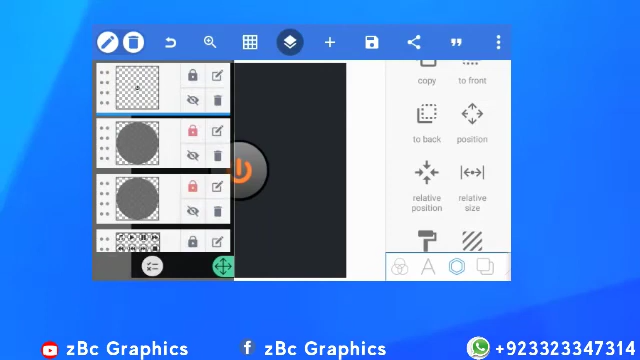 copy
to front
to back
position
relative
position
relative
size
A
zBc Graphics
zBc Graphics
+923323347314